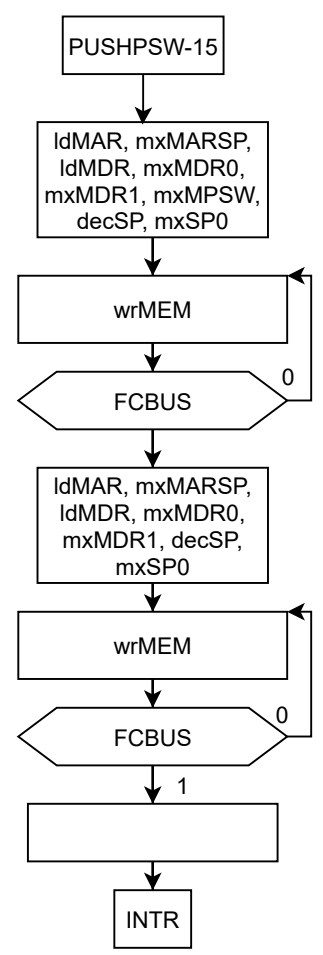 PUSHPSW-15
ldMAR, mxMARSP,
ldMDR, mxMDR0,
mxMDR1, mxMPSW,
decSP, mxSP0
wrMEM
0
FCBUS
ldMAR, mxMARSP,
ldMDR, mxMDR0,
mxMDR1, decSP,
mxSP0
wrMEM
0
FCBUS
1
INTR